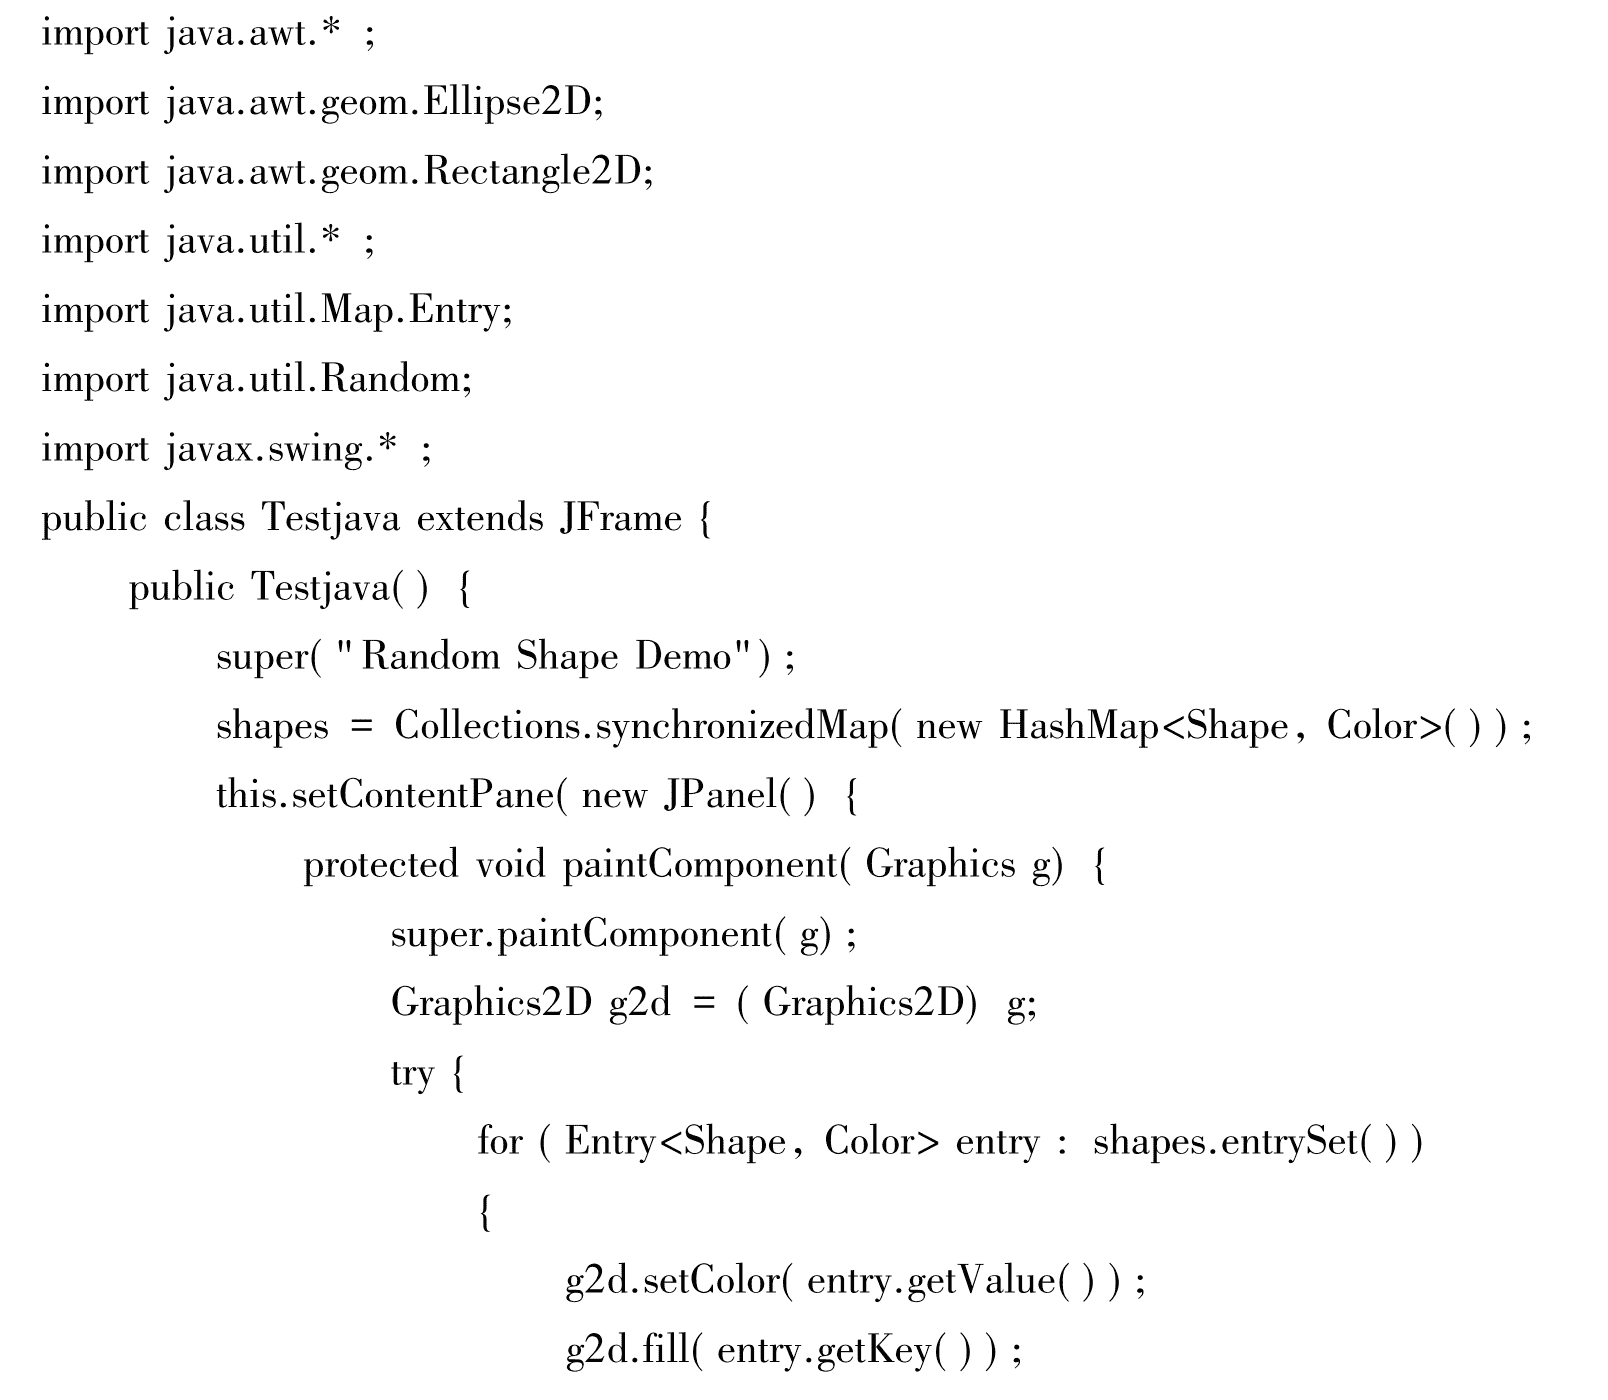 import java.awt.* ;
import java.awt.geom.Ellipse2D;
import java.awt.geom.Rectangle2D;
import java.util.* ;
import java.util.Map.Entry;
import java.util.Random;
import javax.swing.* ;
public class Testjava extends JFrame {
public Testjava( ) {
super( "Random Shape Demo") ;
shapes = Collections.synchronizedMap( new HashMap<Shape, Color>( ) ) ;
this.setContentPane( new JPanel( ) {
protected void paintComponent( Graphics g) {
super.paintComponent( g) ;
Graphics2D g2d = ( Graphics2D) g;
try {
for ( Entry<Shape, Color> entry : shapes.entrySet( ) )
{
g2d.setColor( entry.getValue( ) ) ;
g2d.fill( entry.getKey( ) ) ;